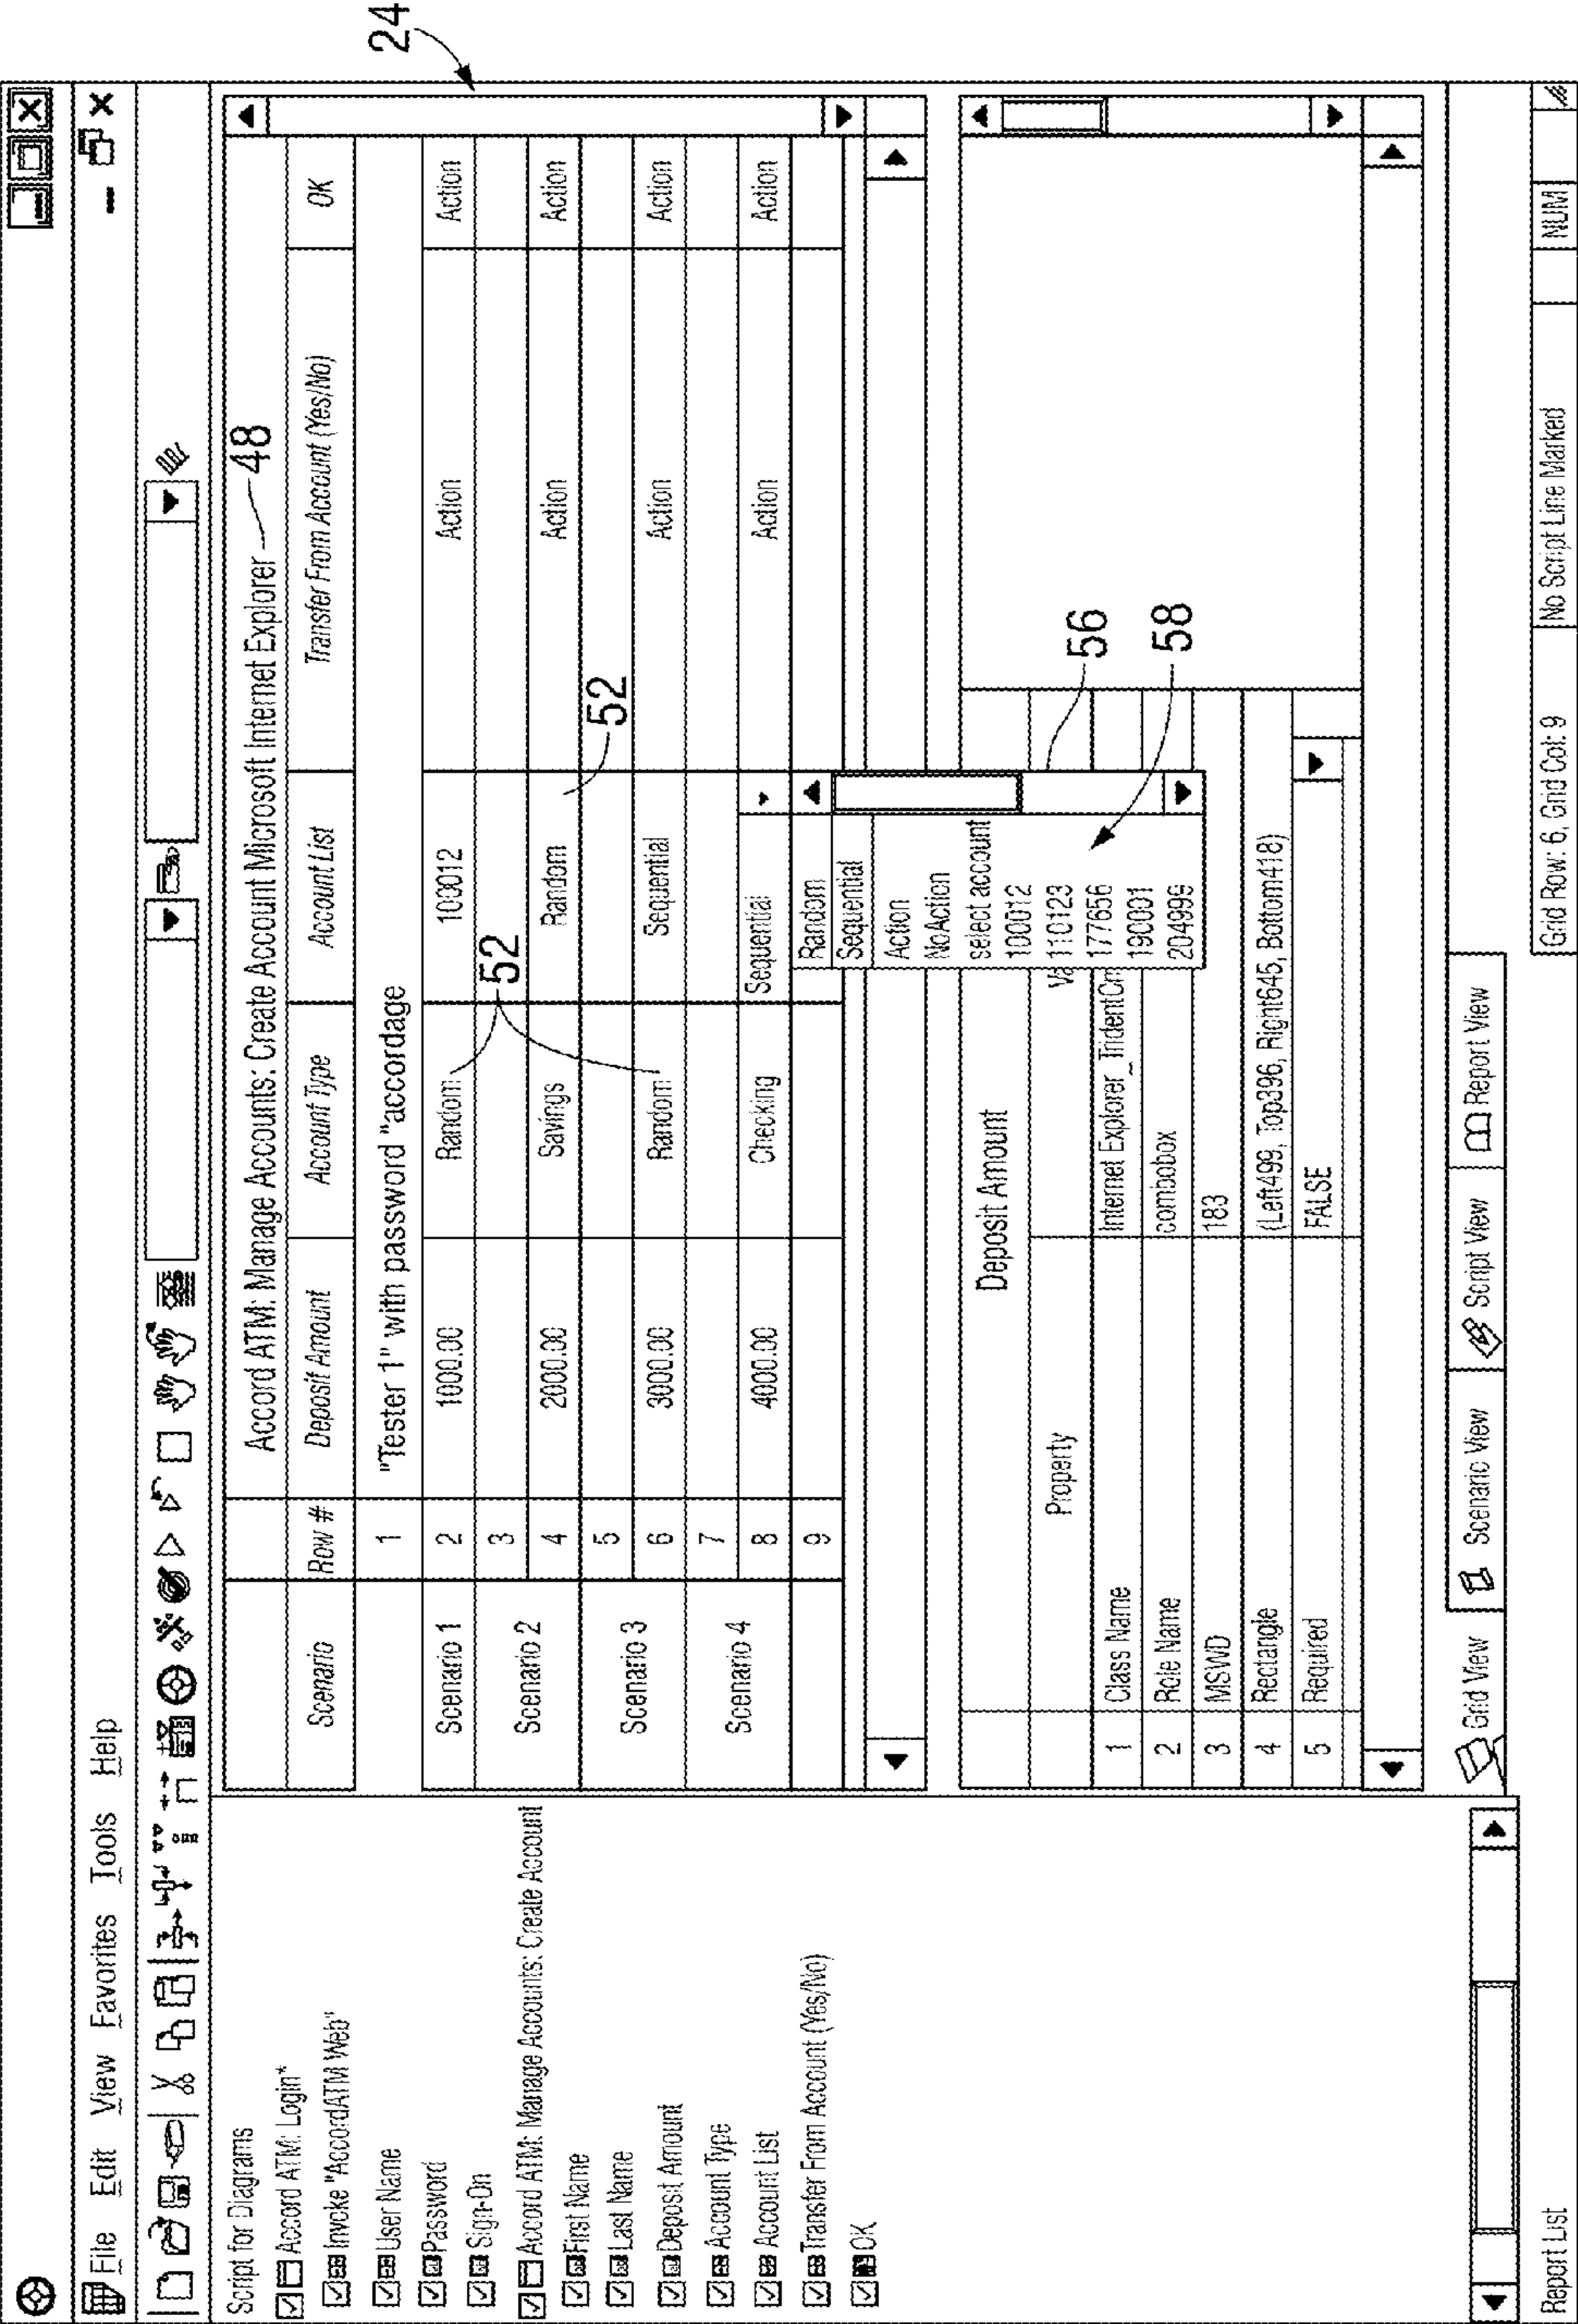 File Edit View Favorites Tools Help
Script for Diagrams
Accord ATM: Login*
Invoke "AccordATM Web"
User Name
Password
Sign-On
Accord ATM: Manage Accounts: Create Account
First Name
Last Name
Deposit Amount
Account Type
Account List
Transfer From Account (Yes/No)
OK
Report List
24
Accord ATM: Manage Accounts: Create Account Microsoft Internet Explorer 48
Scenario Row # Deposit Amount Account Type Account List Transfer From Account (Yes/No) OK
1 "Tester 1" with password "accordage
Scenario 1 2 1000.00 Random 100012 Action Action
3 52
Scenario 2 4 2000.00 Savings Random Action Action
5 52
Scenario 3 6 3000.00 Random Sequential Action Action
7
Scenario 4 8 4000.00 Checking Sequential Action Action
9 Random
Sequential
Action
NoAction
select account
100012
110123
177656
190001
204999
56
58
Deposit Amount
Property Va
1 Class Name Internet Explorer_TridentCm
2 Role Name combobox
3 MSWD 183
4 Rectangle (Left499, Top396, Right645, Bottom418)
5 Required FALSE
Grid View Scenario View Script View Report View
Grid Row: 6, Grid Col: 9 No Script Line Marked NUM